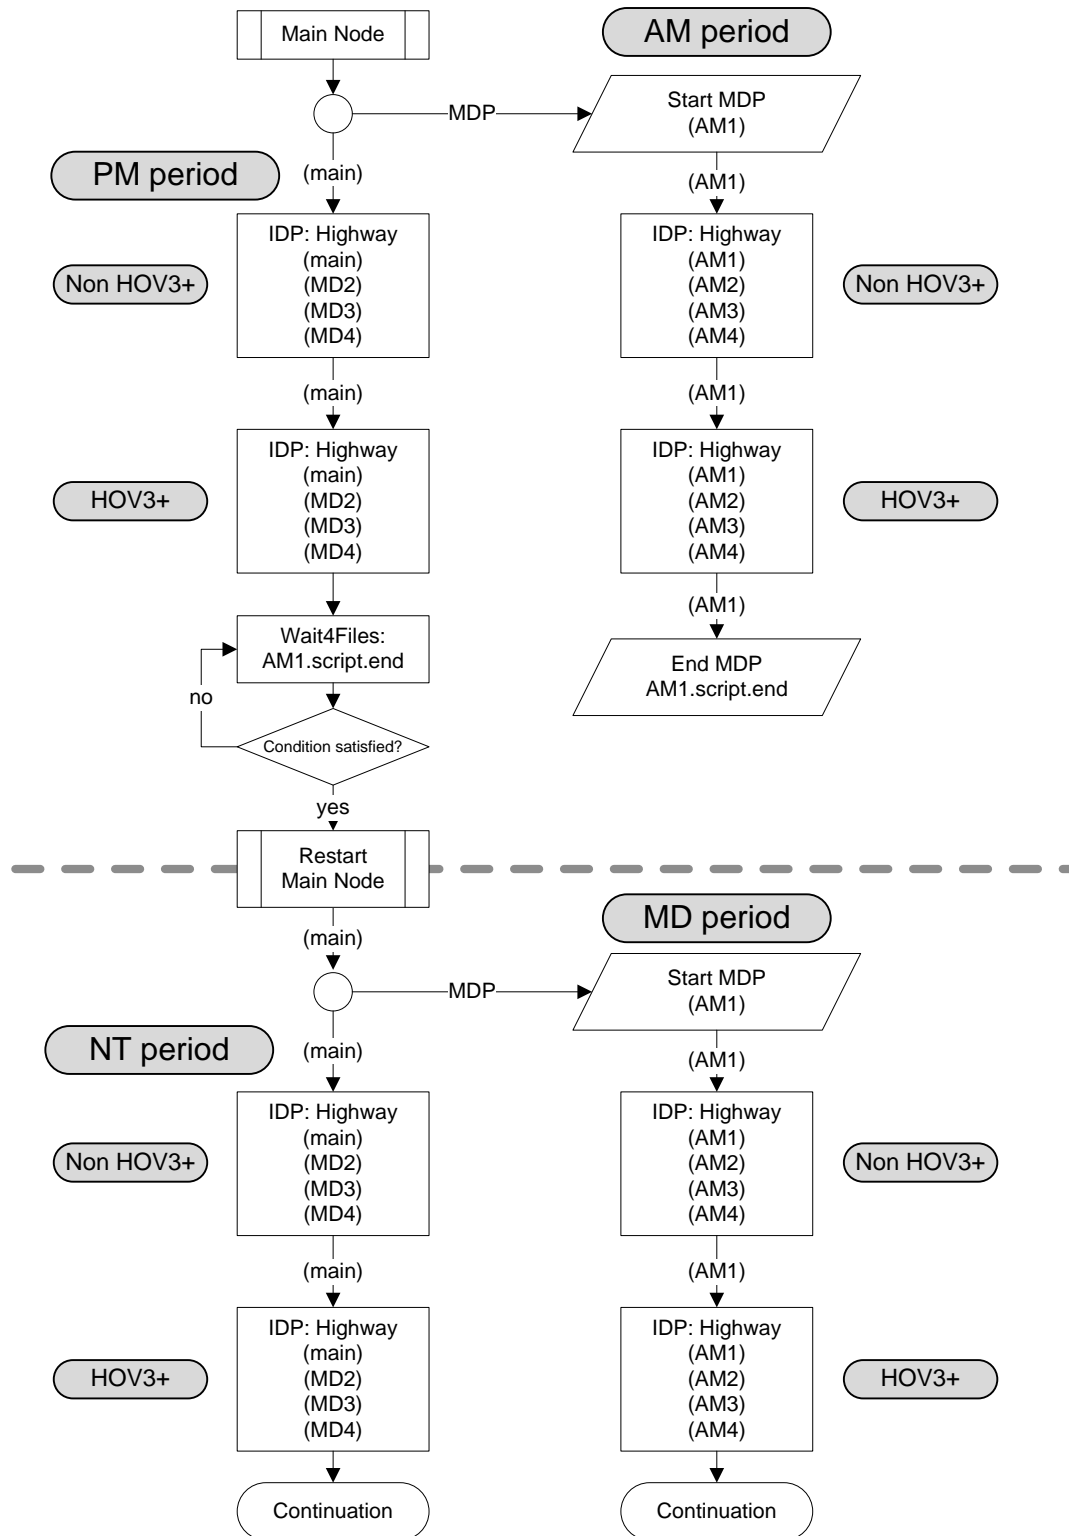 Main Node
AM period
MDP
Start MDP
(AM1)
PM period
(main)
(AM1)
Non HOV3+
IDP: Highway
(main)
(MD2)
(MD3)
(MD4)
IDP: Highway
(AM1)
(AM2)
(AM3)
(AM4)
Non HOV3+
(main)
(AM1)
HOV3+
IDP: Highway
(main)
(MD2)
(MD3)
(MD4)
IDP: Highway
(AM1)
(AM2)
(AM3)
(AM4)
HOV3+
(AM1)
Wait4Files:
AM1.script.end
End MDP
AM1.script.end
no
Condition satisfied?
yes
Restart
Main Node
MD period
(main)
MDP
Start MDP
(AM1)
NT period
(main)
(AM1)
Non HOV3+
IDP: Highway
(main)
(MD2)
(MD3)
(MD4)
IDP: Highway
(AM1)
(AM2)
(AM3)
(AM4)
Non HOV3+
(main)
(AM1)
HOV3+
IDP: Highway
(main)
(MD2)
(MD3)
(MD4)
IDP: Highway
(AM1)
(AM2)
(AM3)
(AM4)
HOV3+
Continuation
Continuation